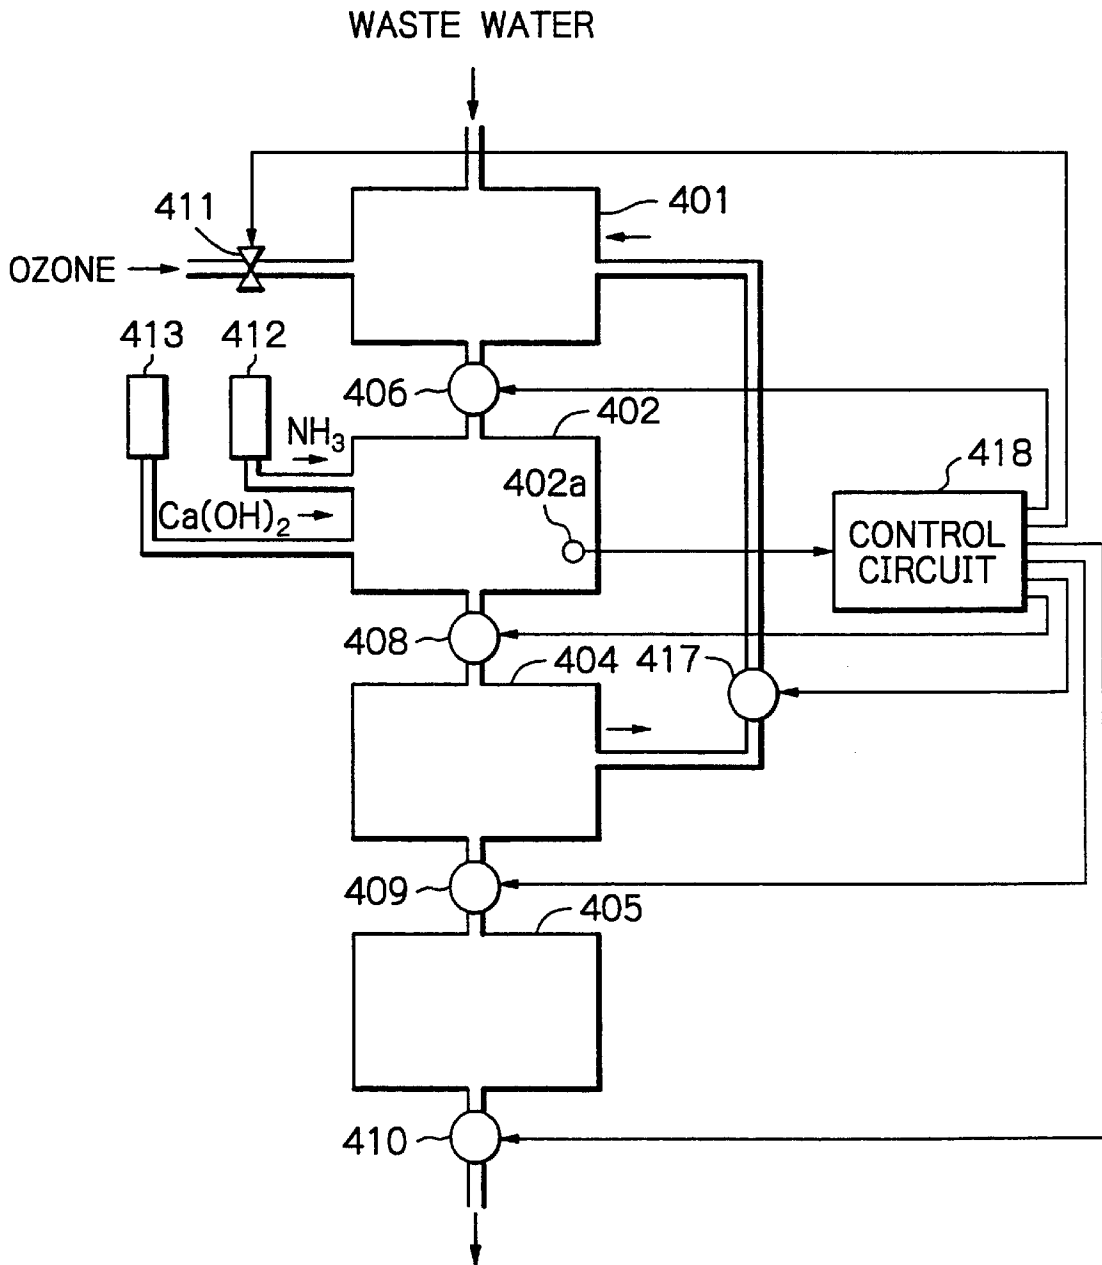 WASTE WATER
411
401
OZONE
413
412
406
402
NH₃
418
402a
Ca(OH)₂
CONTROL
CIRCUIT
408
404
417
409
405
410